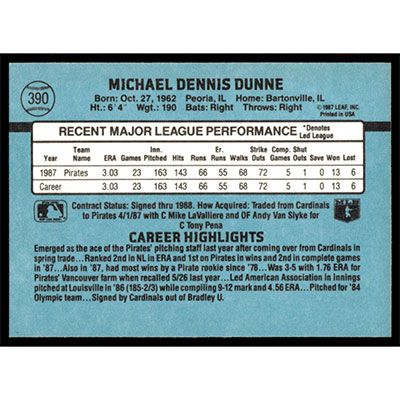 390
MICHAEL DENNIS DUNNE
Born: Oct. 27, 1962 Peoria, IL Home: Bartonville, IL
Ht: 6'4" Wgt.: 190 Bats: Right Throws: Right
©1987 LEAF, INC.
PRINTED IN USA
RECENT MAJOR LEAGUE PERFORMANCE *Denotes Led League
Year Team ERA Games Inn. Pitched Hits Runs Er. Runs Walks Strike Outs Comp. Games Shut Outs Save Won Lost
1987 Pirates 3.03 23 163 143 66 55 68 72 5 1 0 13 6
Career 3.03 23 163 143 66 55 68 72 5 1 0 13 6
Contract Status: Signed thru 1988. How Acquired: Traded from Cardinals
to Pirates 4/1/87 with C Mike LaValliere and OF Andy Van Slyke for
C Tony Pena
CAREER HIGHLIGHTS
Emerged as the ace of the Pirates' pitching staff last year after coming over from Cardinals in
spring trade...Ranked 2nd in NL in ERA and 1st on Pirates in wins and 2nd in complete games
in '87...Also in '87, had most wins by a Pirate rookie since '78...Was 3-5 with 1.76 ERA for
Pirates' Vancouver farm when recalled 5/26 last year...Led American Association in innings
pitched at Louisville in '86 (185-2/3) while compiling 9-12 mark and 4.56 ERA...Pitched for '84
Olympic team...Signed by Cardinals out of Bradley U.